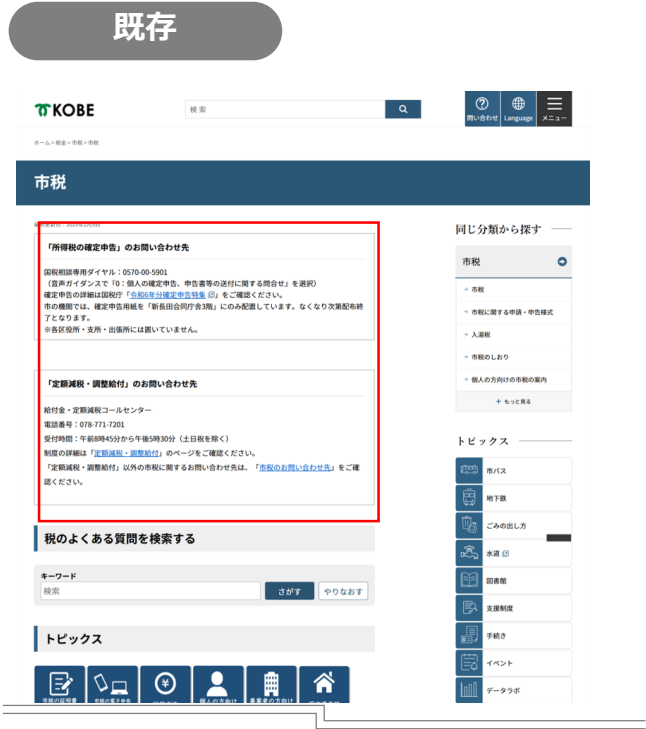 既存
KOBE
検索
問い合わせ
Language
メニュー
ホーム > 税金 > 市税 > 市税
市税
「所得税の確定申告」のお問い合わせ先
国税相談専用ダイヤル：0570-00-5901
（音声ガイダンスで『0：個人の確定申告、申告書等の送付に関する問合せ』を選択）
確定申告の詳細は国税庁「令和6年分確定申告特集」をご確認ください。
市の機関では、確定申告用紙を「新長田合同庁舎3階」にのみ配置しています。なくなり次第配布終
了となります。
※各区役所・支所・出張所には置いていません。
「定額減税・調整給付」のお問い合わせ先
給付金・定額減税コールセンター
電話番号：078-771-7201
受付時間：午前8時45分から午後5時30分（土日祝を除く）
制度の詳細は「定額減税・調整給付」のページをご確認ください。
「定額減税・調整給付」以外の市税に関するお問い合わせ先は、「市税のお問い合わせ先」をご確
認ください。
税のよくある質問を検索する
キーワード
検索
さがす
やりなおす
トピックス
個人の方向け
事業者の方向け
同じ分類から探す
市税
→ 市税
→ 市税に関する申請・申告様式
→ 入湯税
→ 市税のしおり
→ 個人の方向けの市税の案内
+ もっと見る
トピックス
市バス
地下鉄
ごみの出し方
水道
図書館
支援制度
手続き
イベント
データラボ